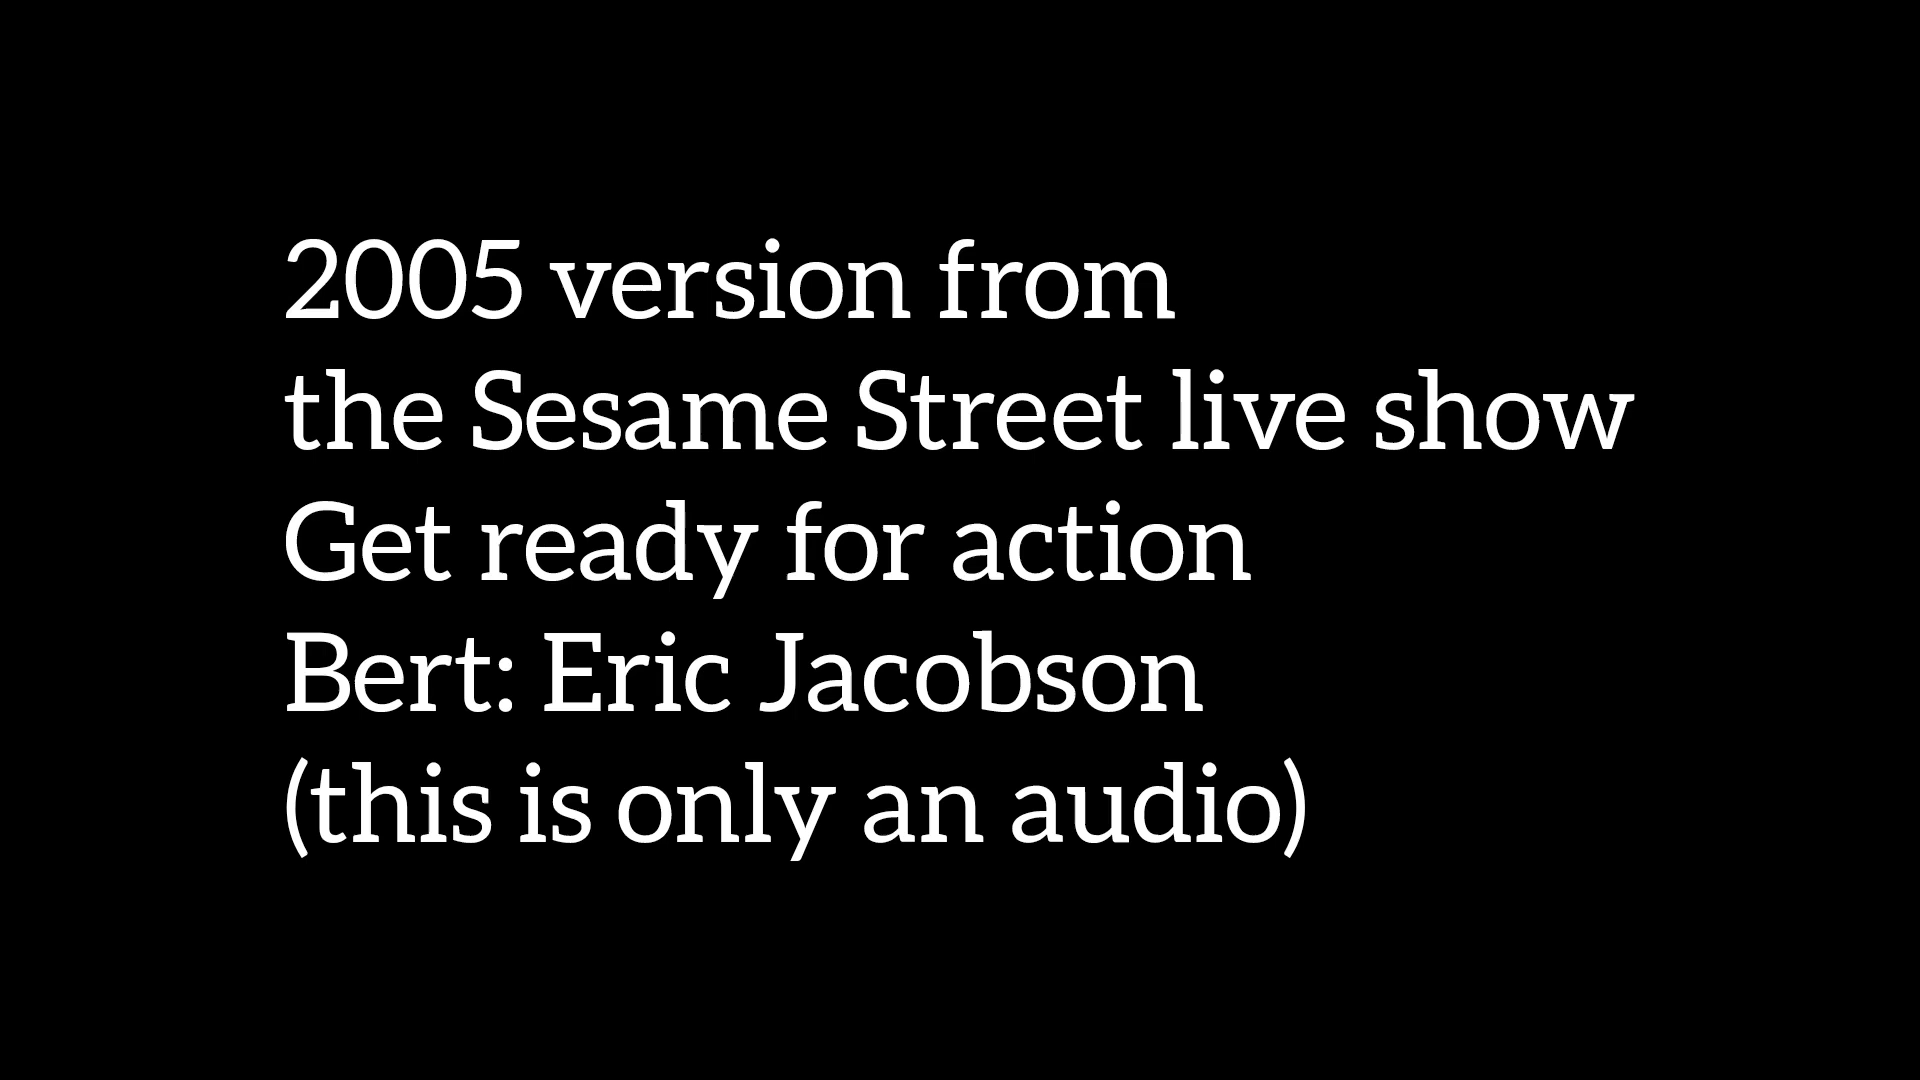 2005 version from
the Sesame Street live show
Get ready for action
Bert: Eric Jacobson
(this is only an audio)